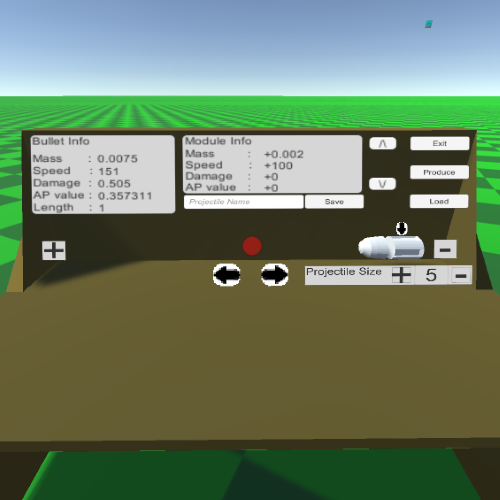 Bullet Info
Mass : 0.0075
Speed : 151
Damage : 0.505
AP value : 0.357311
Length : 1
Module Info
Mass : +0.002
Speed : +100
Damage : +0
AP value : +0
Projectile Name
Save
Exit
Produce
Load
Projectile Size + 5 -